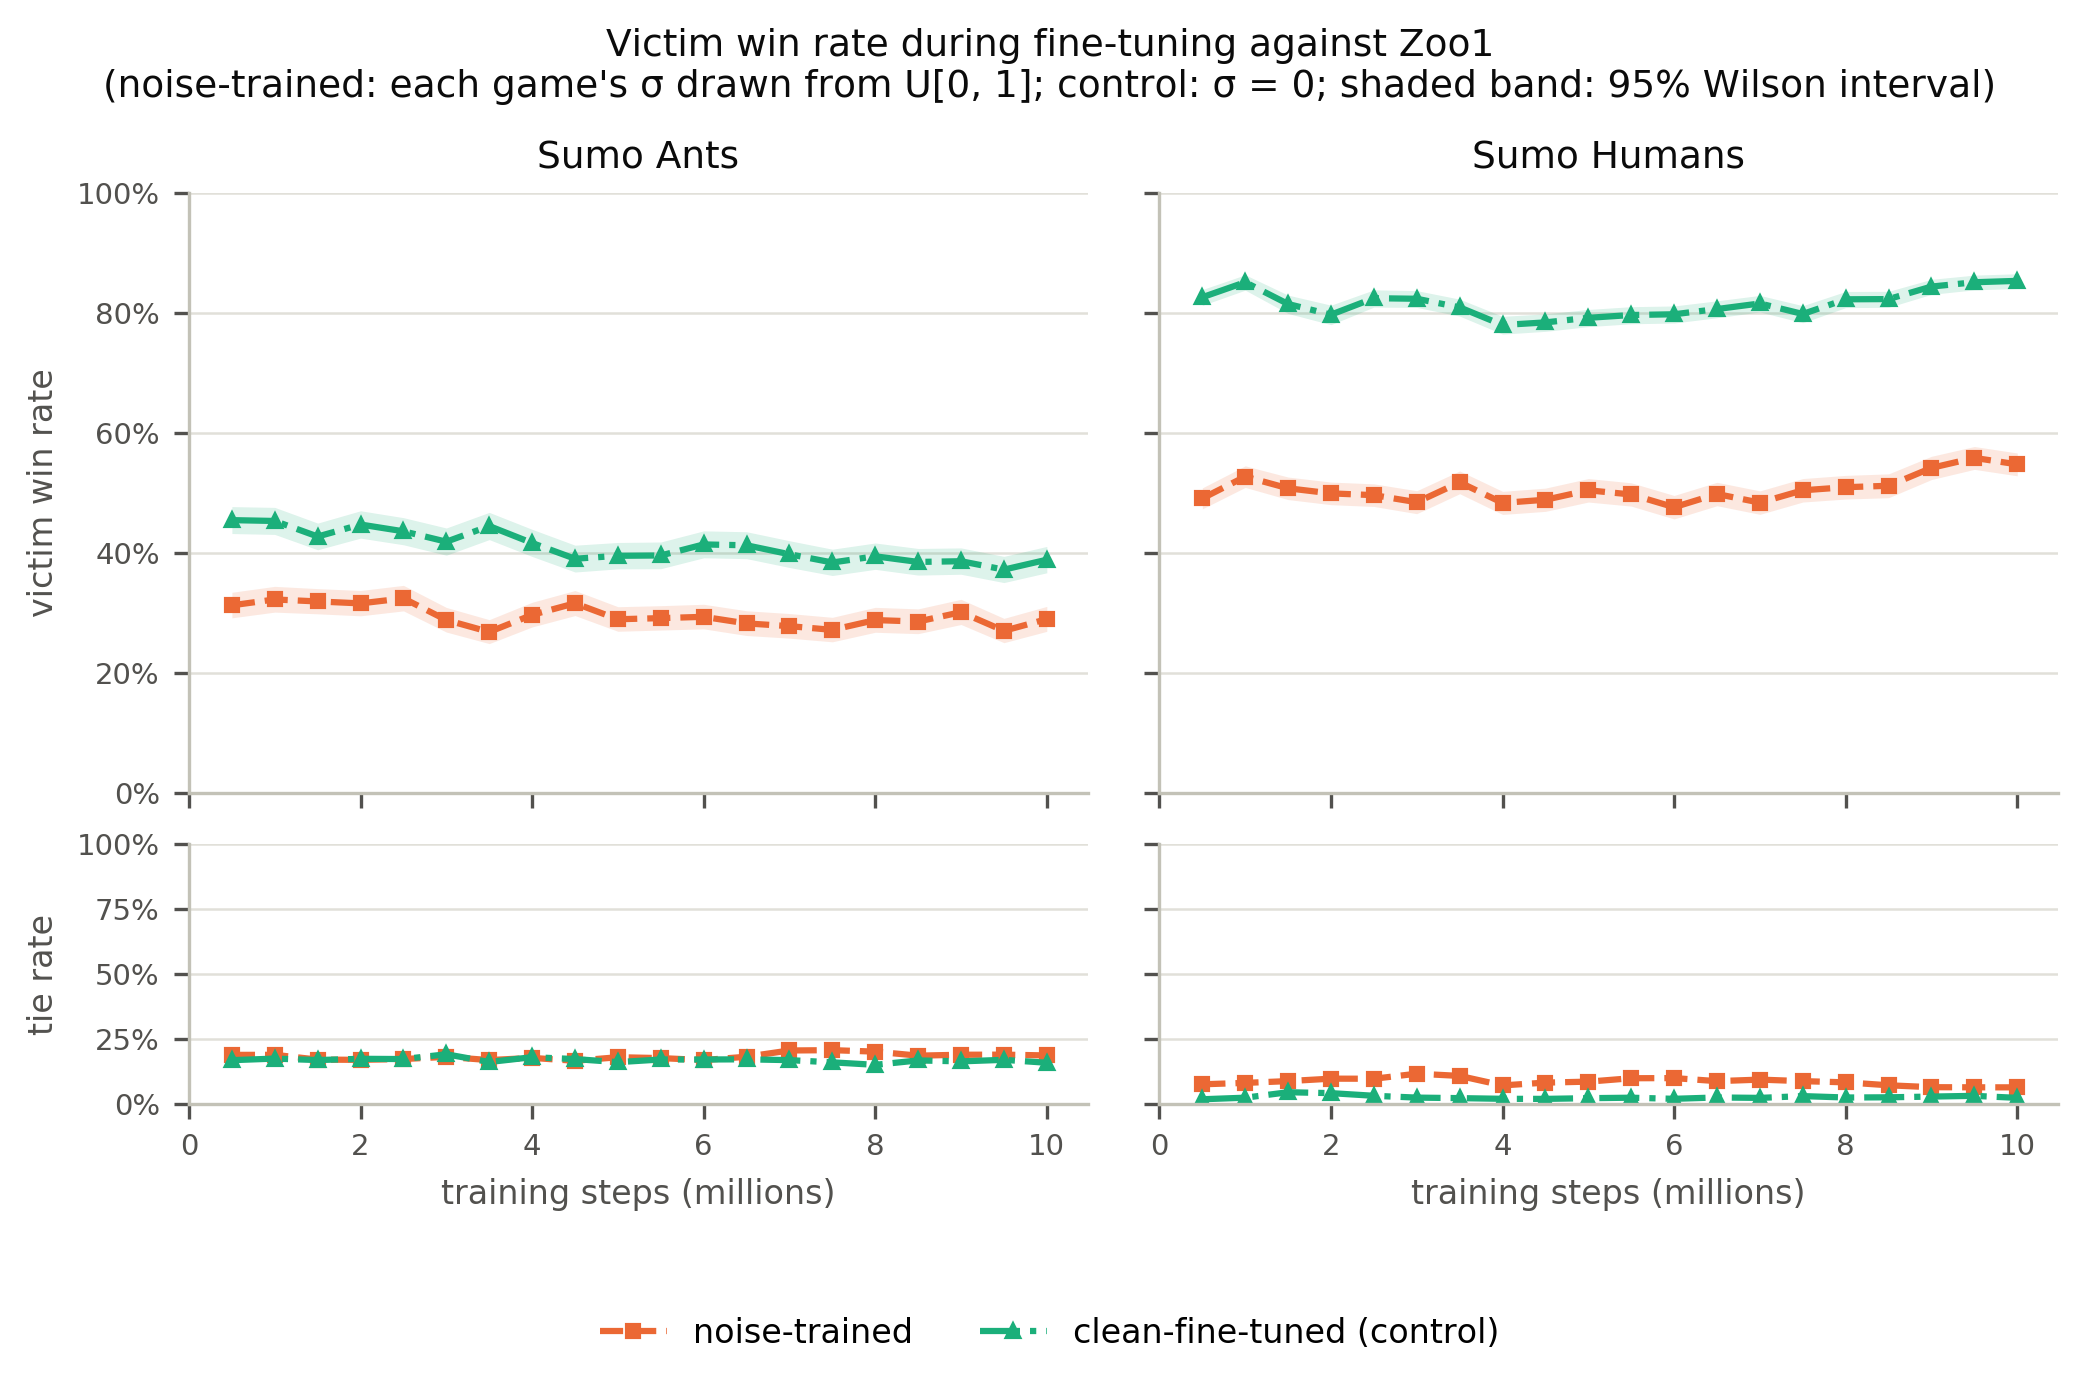 Victim win rate during fine-tuning against Zoo1
(noise-trained: each game's σ drawn from U[0, 1]; control: σ = 0; shaded band: 95% Wilson interval)
Sumo Ants
Sumo Humans
victim win rate
100%
80%
60%
40%
20%
0%
tie rate
100%
75%
50%
25%
0%
0 2 4 6 8 10
0 2 4 6 8 10
training steps (millions)
training steps (millions)
noise-trained
clean-fine-tuned (control)